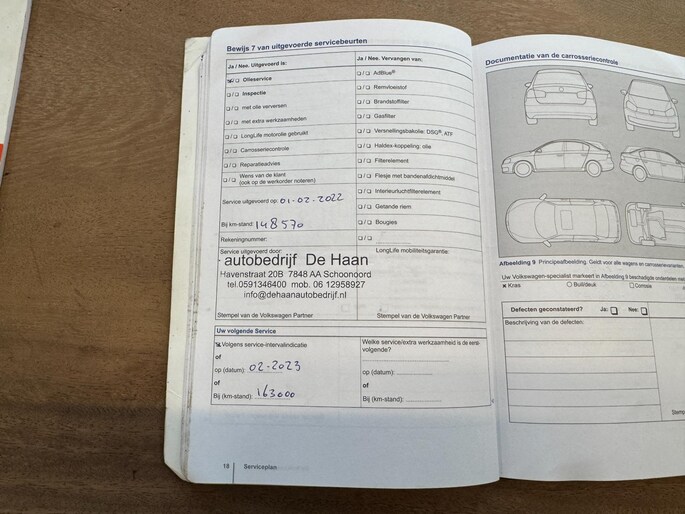 Bewijs 7 van uitgevoerde servicebeurten
Ja / Nee. Uitgevoerd is:
Olieservice
Inspectie
met olie verversen
met extra werkzaamheden
LongLife motorolie gebruikt
Carrosseriecontrole
Reparatieadvies
Wens van de klant
(ook op de werkorder noteren)
Service uitgevoerd op: 01-02-2022
Bij km-stand: 148570
Rekeningnummer:
Service uitgevoerd door:
Ja / Nee. Vervangen van:
AdBlue®
Remvloeistof
Brandstoffilter
Gasfilter
Versnellingsbakolie: DSG®, ATF
Haldex-koppeling: olie
Filterelement
Flesje met bandenafdichtmiddel
Interieurluchtfilterelement
Getande riem
Bougies
LongLife mobiliteitsgarantie:
autobedrijf De Haan
Havenstraat 20B 7848 AA Schoonoord
tel.0591346400 mob. 06 12958927
info@dehaanautobedrijf.nl
Stempel van de Volkswagen Partner
Stempel van de Volkswagen Partner
Uw volgende Service
Volgens service-intervalindicatie
of
op (datum): 02-2023
of
Bij (km-stand): 163000
Welke service/extra werkzaamheid is de eerst-
volgende?
op (datum):
of
Bij (km-stand):
18 Serviceplan
Documentatie van de carrosseriecontrole
Afbeelding 9 Principeafbeelding. Geldt voor alle wagens en carrosserievarianten.
Uw Volkswagen-specialist markeert in Afbeelding 9 beschadigde onderdelen
× Kras
Buil/deuk
Corrosie
Defecten geconstateerd? Ja: Nee:
Beschrijving van de defecten: